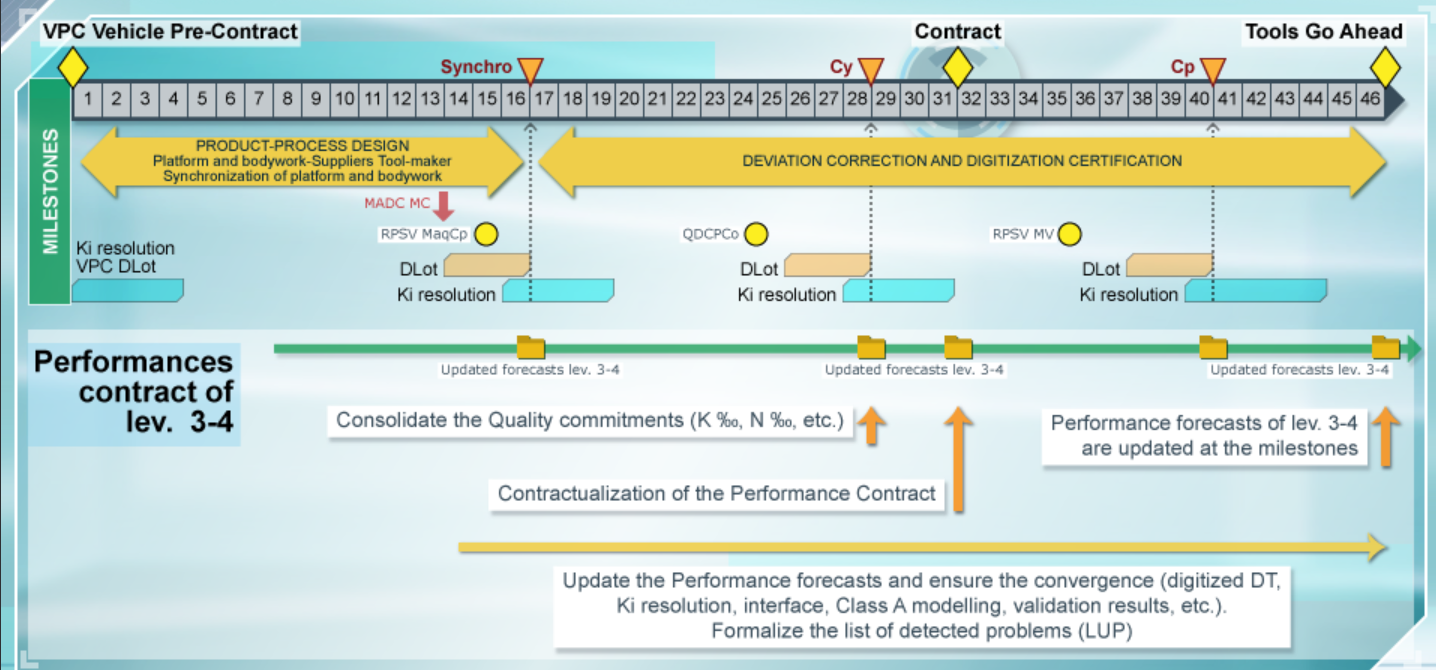 VPC Vehicle Pre-Contract
Contract
Tools Go Ahead
Synchro
Cy
Cp
1 2 3 4 5 6 7 8 9 10 11 12 13 14 15 16 17 18 19 20 21 22 23 24 25 26 27 28 29 30 31 32 33 34 35 36 37 38 39 40 41 42 43 44 45 46
MILESTONES
PRODUCT-PROCESS DESIGN
Platform and bodywork-Suppliers Tool-maker
Synchronization of platform and bodywork
DEVIATION CORRECTION AND DIGITIZATION CERTIFICATION
MADC MC
RPSV MaqCp
QDCPCo
RPSV MV
Ki resolution
VPC DLot
DLot
DLot
DLot
Ki resolution
Ki resolution
Ki resolution
Performances
contract of
lev. 3-4
Updated forecasts lev. 3-4
Updated forecasts lev. 3-4
Updated forecasts lev. 3-4
Consolidate the Quality commitments (K ‰, N ‰, etc.)
Performance forecasts of lev. 3-4
are updated at the milestones
Contractualization of the Performance Contract
Update the Performance forecasts and ensure the convergence (digitized DT,
Ki resolution, interface, Class A modelling, validation results, etc.).
Formalize the list of detected problems (LUP)